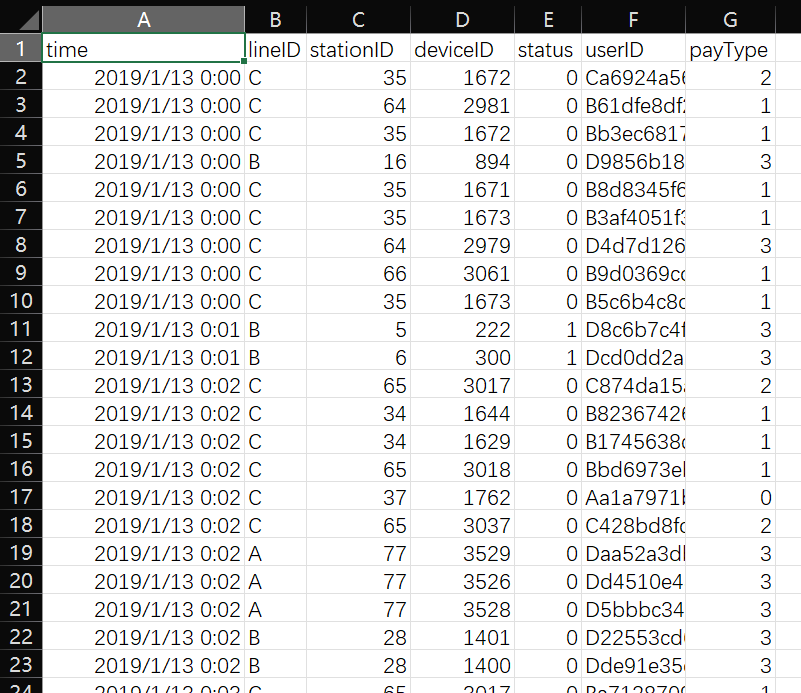 A B C D E F G
1 time lineID stationID deviceID status userID payType
2 2019/1/13 0:00 C 35 1672 0 Ca6924a56 2
3 2019/1/13 0:00 C 64 2981 0 B61dfe8df2 1
4 2019/1/13 0:00 C 35 1672 0 Bb3ec6817 1
5 2019/1/13 0:00 B 16 894 0 D9856b18 3
6 2019/1/13 0:00 C 35 1671 0 B8d8345f6 1
7 2019/1/13 0:00 C 35 1673 0 B3af4051f3 1
8 2019/1/13 0:00 C 64 2979 0 D4d7d126 3
9 2019/1/13 0:00 C 66 3061 0 B9d0369cc 1
10 2019/1/13 0:00 C 35 1673 0 B5c6b4c8c 1
11 2019/1/13 0:01 B 5 222 1 D8c6b7c4f 3
12 2019/1/13 0:01 B 6 300 1 Dcd0dd2a 3
13 2019/1/13 0:02 C 65 3017 0 C874da15a 2
14 2019/1/13 0:02 C 34 1644 0 B82367426 1
15 2019/1/13 0:02 C 34 1629 0 B1745638c 1
16 2019/1/13 0:02 C 65 3018 0 Bbd6973el 1
17 2019/1/13 0:02 C 37 1762 0 Aa1a7971b 0
18 2019/1/13 0:02 C 65 3037 0 C428bd8fc 2
19 2019/1/13 0:02 A 77 3529 0 Daa52a3d 3
20 2019/1/13 0:02 A 77 3526 0 Dd4510e4 3
21 2019/1/13 0:02 A 77 3528 0 D5bbbc34 3
22 2019/1/13 0:02 B 28 1401 0 D22553cd 3
23 2019/1/13 0:02 B 28 1400 0 Dde91e35 3
24 2019/1/13 0:02 C 65 3017 0 1